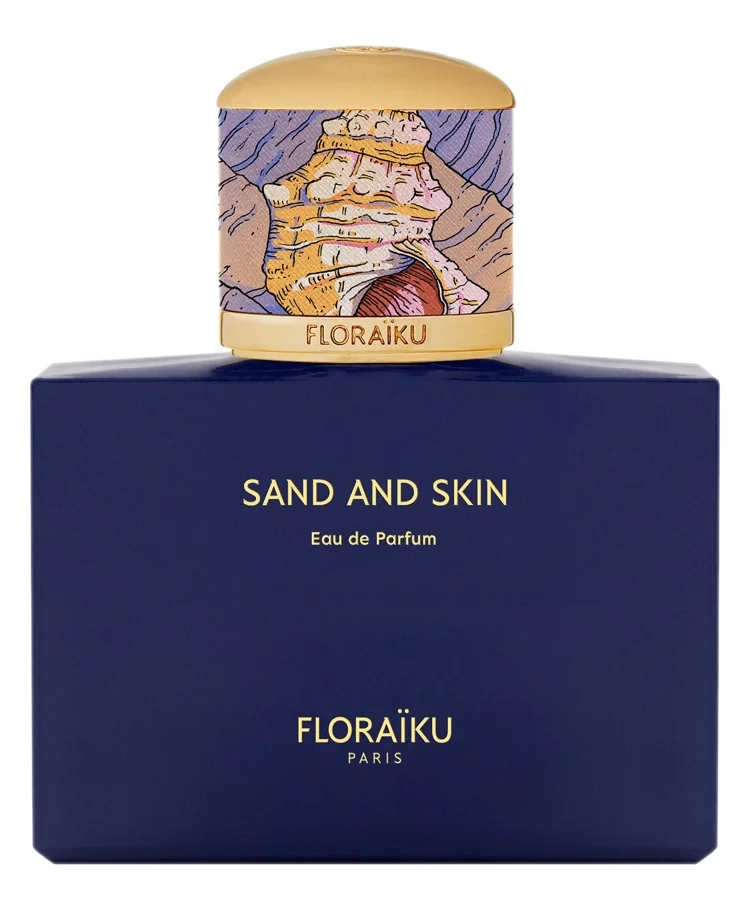 FLORAÏKU
SAND AND SKIN
Eau de Parfum
FLORAÏKU
PARIS